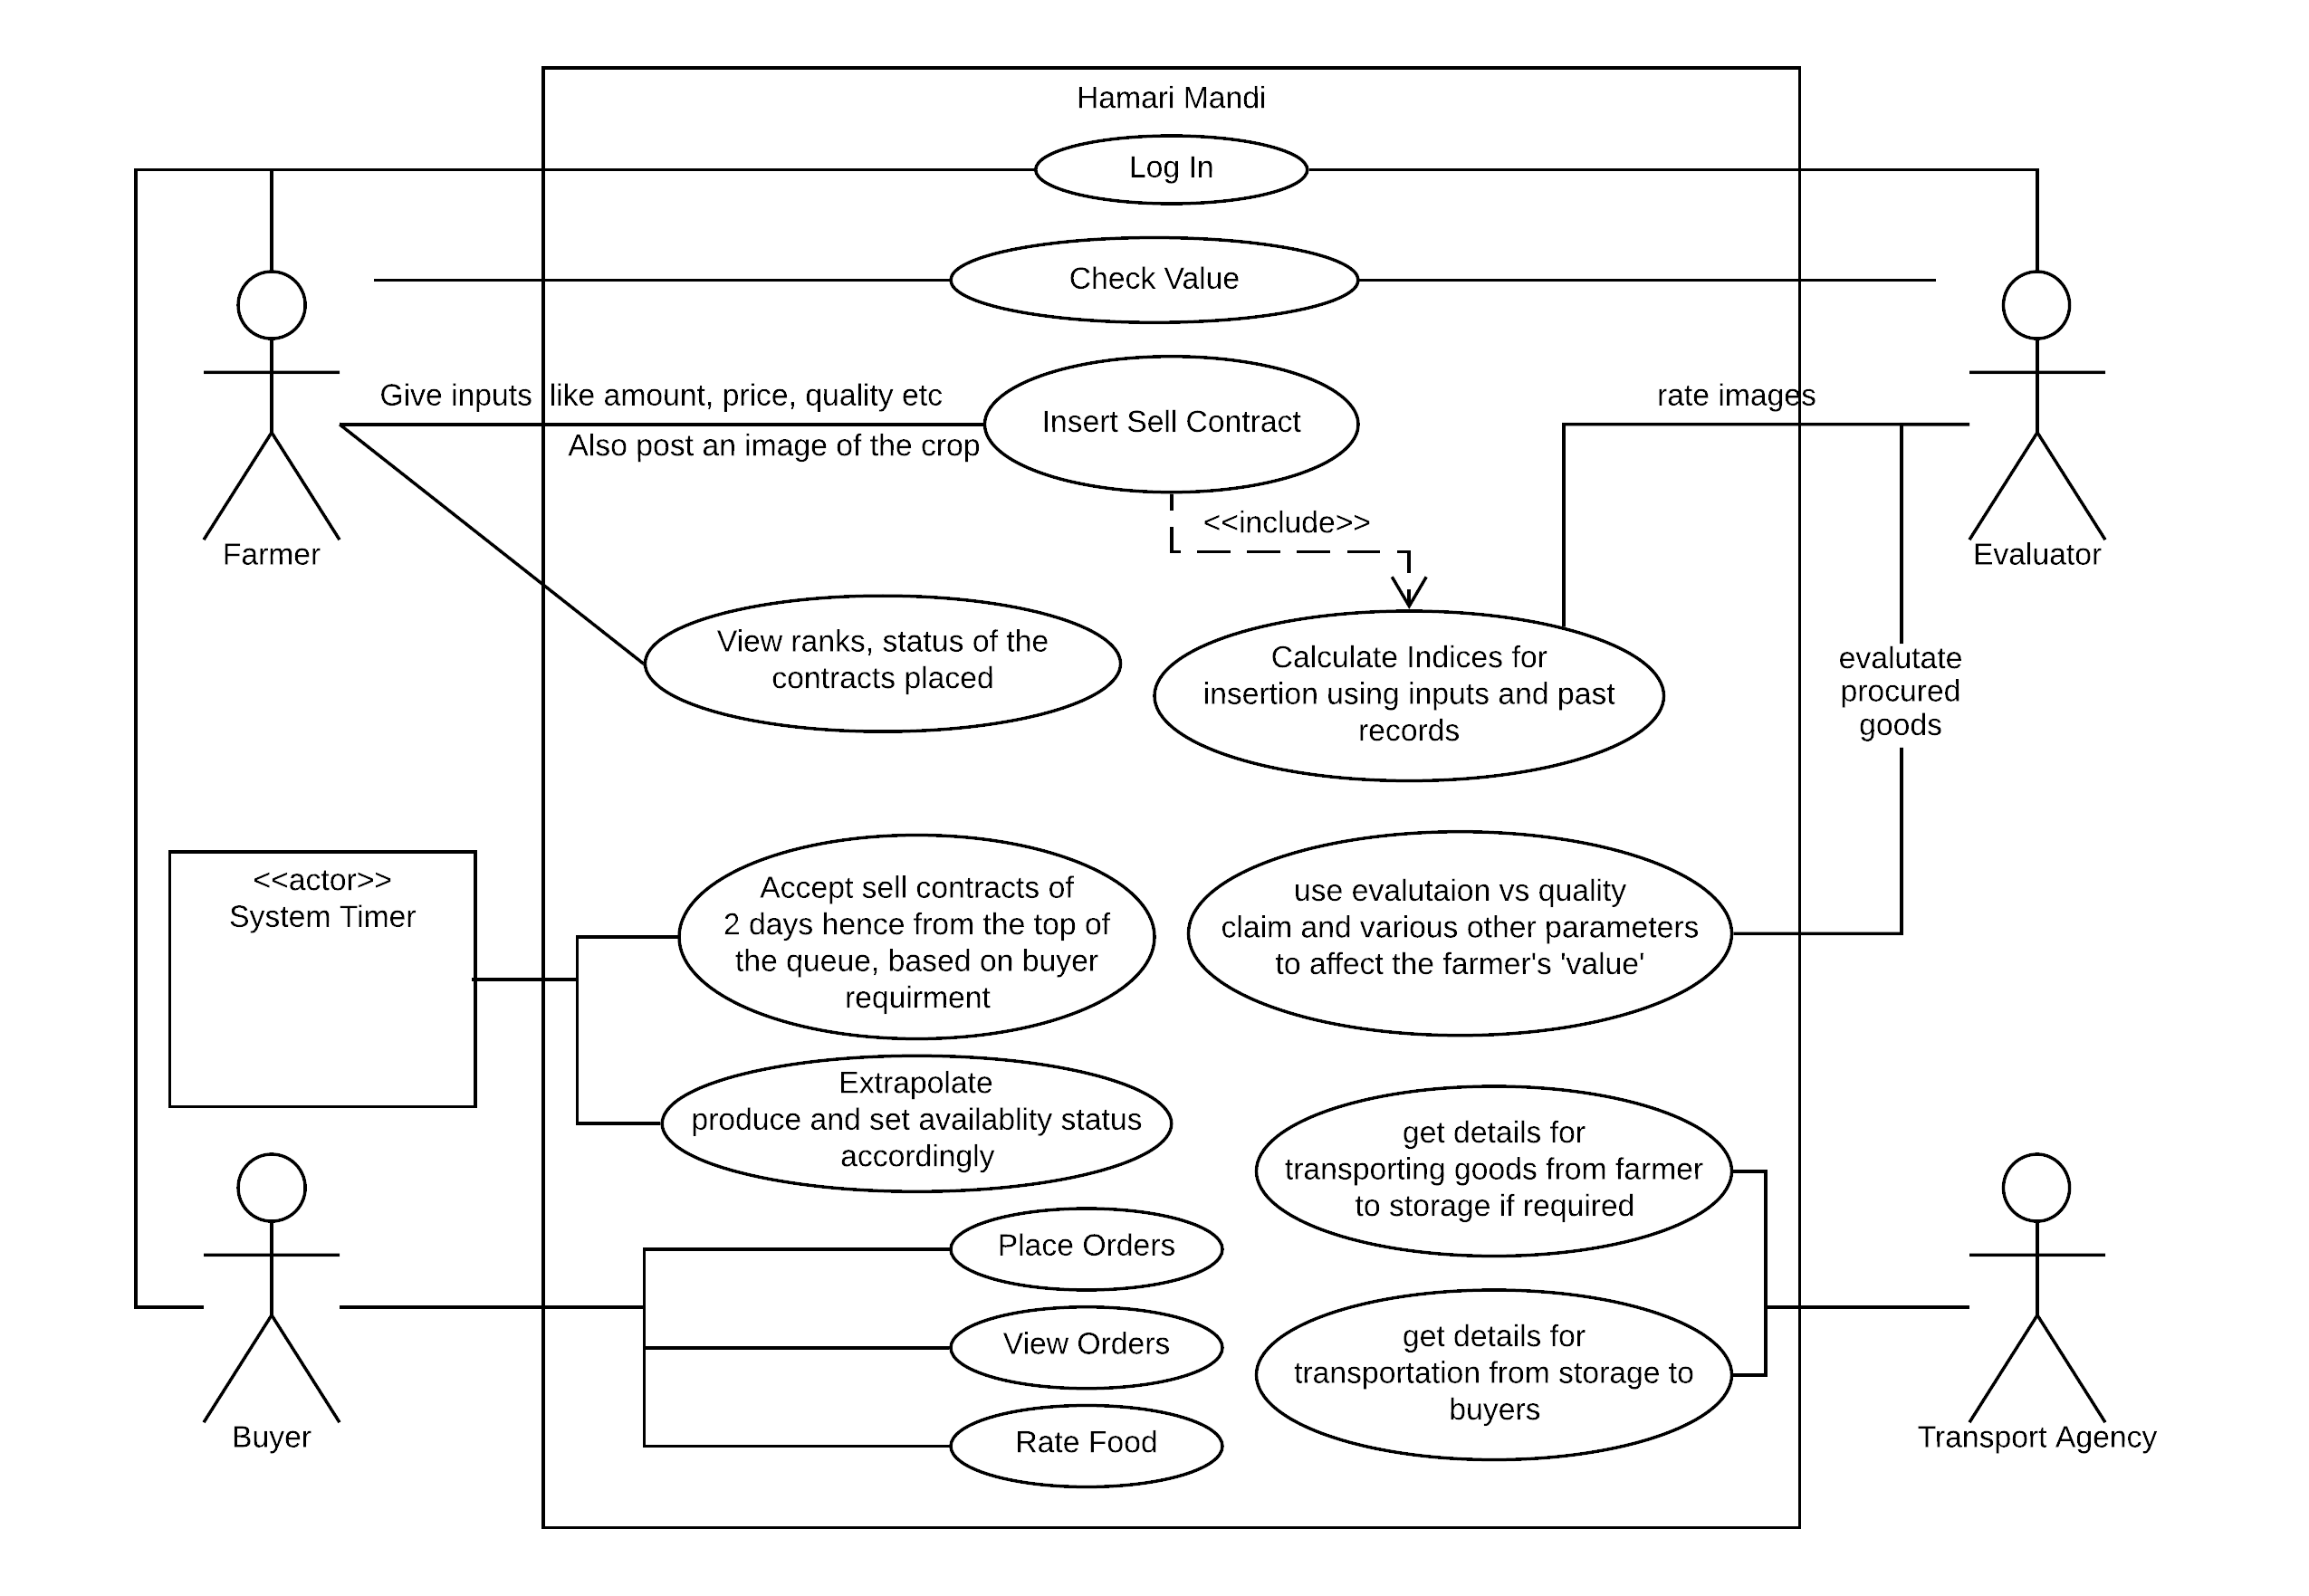 Hamari Mandi
Log In
Check Value
Give inputs  like amount, price, quality etc
Also post an image of the crop
Insert Sell Contract
rate images
<<include>>
Farmer
Evaluator
View ranks, status of the
contracts placed
Calculate Indices for
insertion using inputs and past
records
evalutate
procured
goods
<<actor>>
System Timer
Accept sell contracts of
2 days hence from the top of
the queue, based on buyer
requirment
use evalutaion vs quality
claim and various other parameters
to affect the farmer's 'value'
Extrapolate
produce and set availablity status
accordingly
get details for
transporting goods from farmer
to storage if required
Place Orders
View Orders
Rate Food
get details for
transportation from storage to
buyers
Buyer
Transport Agency